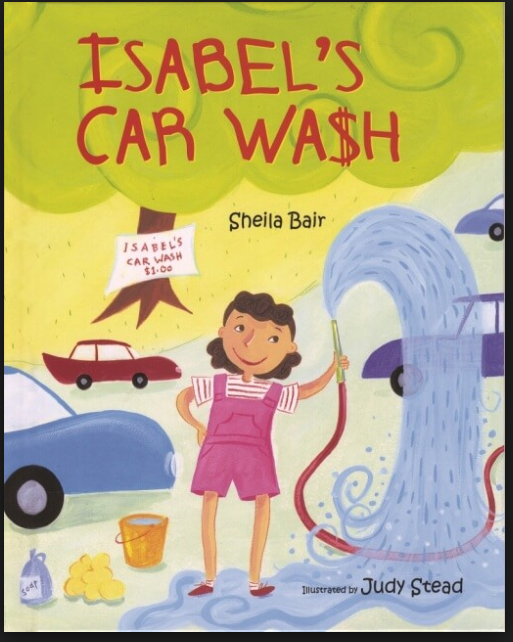 ISABEL'S
CAR WA$H
Sheila Bair
ISABEL'S
CAR WASH
$1.00
SOAP
Illustrated by Judy Stead